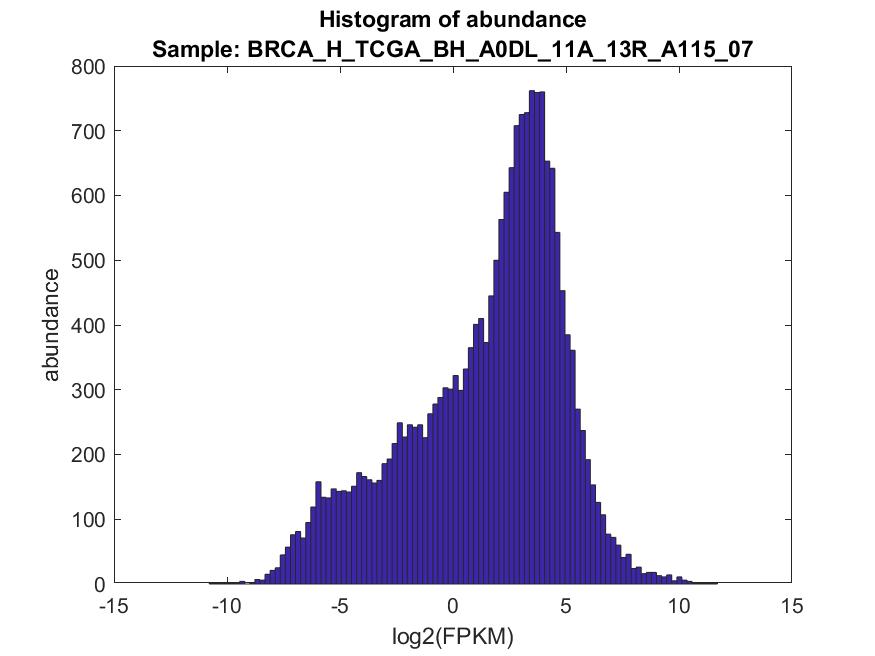 Histogram of abundance
Sample: BRCA_H_TCGA_BH_A0DL_11A_13R_A115_07
800
700
600
500
400
300
200
100
0
abundance
-15 -10 -5 0 5 10 15
log2(FPKM)